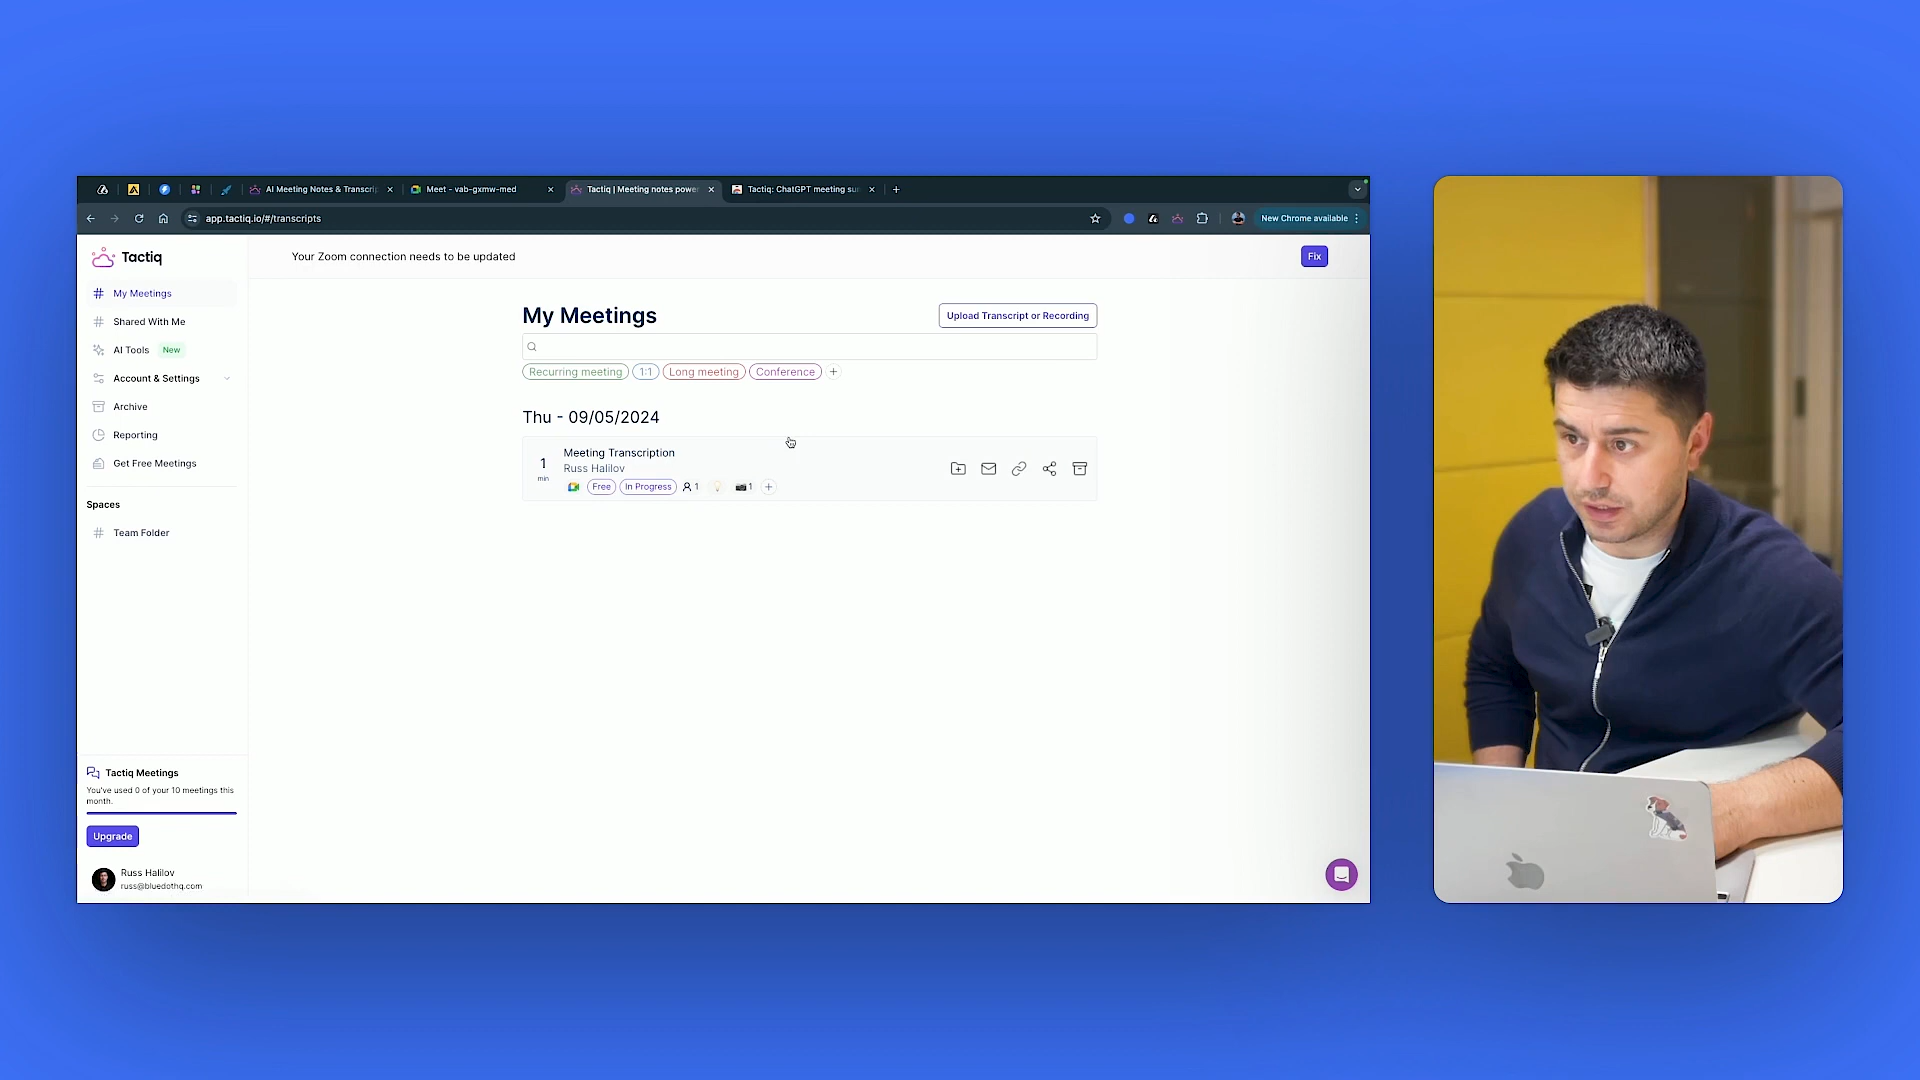 AI Meeting Notes & Transcrip
Meet - vab-gxmw-med
Tactiq | Meeting notes power
Tactiq: ChatGPT meeting sum
app.tactiq.io/#/transcripts
New Chrome available
Tactiq
Your Zoom connection needs to be updated
Fix
My Meetings
Shared With Me
AI Tools New
Account & Settings
Archive
Reporting
Get Free Meetings
Spaces
Team Folder
My Meetings
Upload Transcript or Recording
Recurring meeting 1:1 Long meeting Conference +
Thu - 09/05/2024
1 min
Meeting Transcription
Russ Halilov
Free In Progress 1 1 +
Tactiq Meetings
You've used 0 of your 10 meetings this
month.
Upgrade
Russ Halilov
russ@bluedothq.com